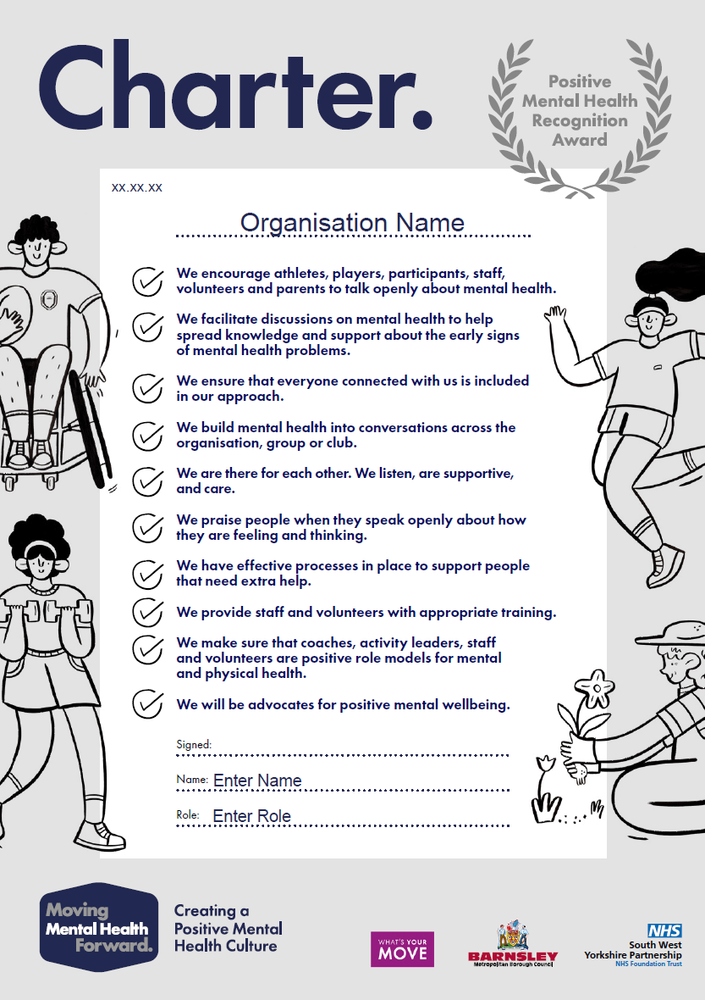 Charter.
Positive
Mental Health
Recognition
Award
xx.xx.xx
Organisation Name
We encourage athletes, players, participants, staff,
volunteers and parents to talk openly about mental health.
We facilitate discussions on mental health to help
spread knowledge and support about the early signs
of mental health problems.
We ensure that everyone connected with us is included
in our approach.
We build mental health into conversations across the
organisation, group or club.
We are there for each other. We listen, are supportive,
and care.
We praise people when they speak openly about how
they are feeling and thinking.
We have effective processes in place to support people
that need extra help.
We provide staff and volunteers with appropriate training.
We make sure that coaches, activity leaders, staff
and volunteers are positive role models for mental
and physical health.
We will be advocates for positive mental wellbeing.
Signed:
Name: Enter Name
Role: Enter Role
Moving
Mental Health
Forward.
Creating a
Positive Mental
Health Culture
WHAT'S YOUR
MOVE
BARNSLEY
Metropolitan Borough Council
NHS
South West
Yorkshire Partnership
NHS Foundation Trust